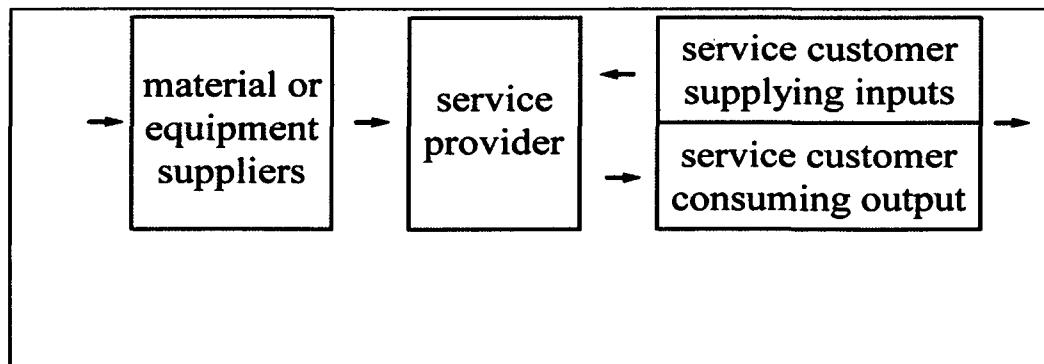 material or
equipment
suppliers
service
provider
service customer
supplying inputs
service customer
consuming output